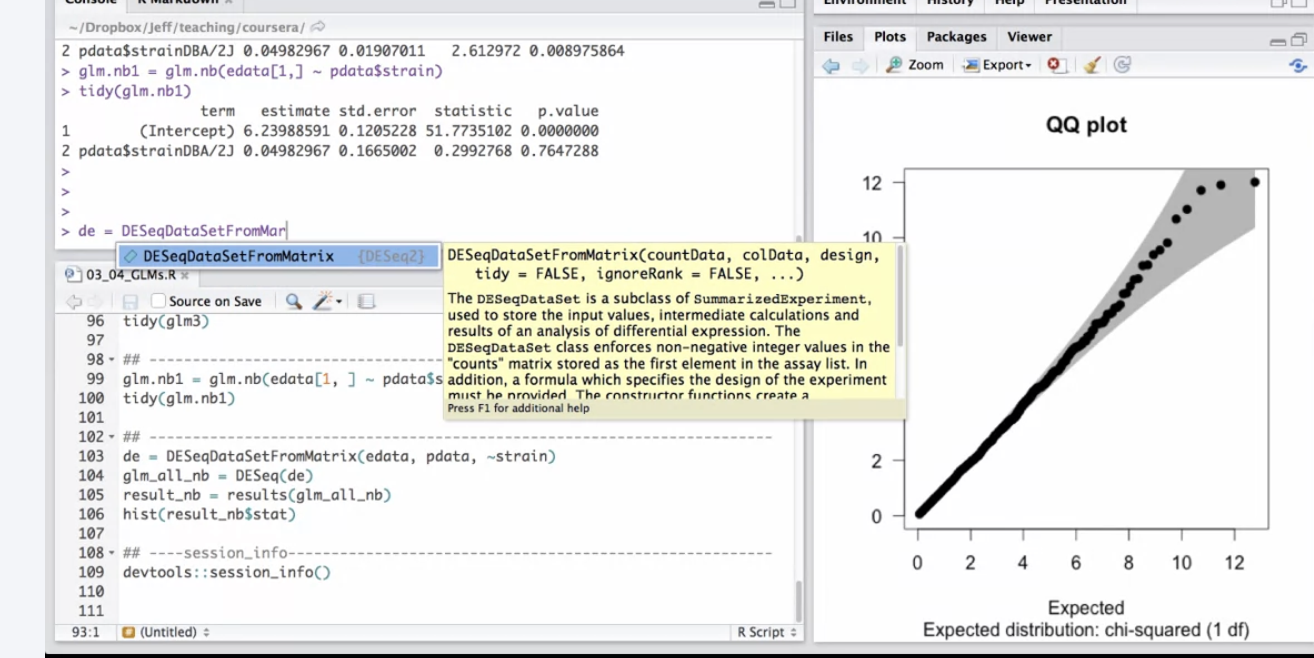 Console R Markdown ×
~/Dropbox/Jeff/teaching/coursera/
2 pdata$strainDBA/2J 0.04982967 0.01907011 2.612972 0.008975864
> glm.nb1 = glm.nb(edata[1,] ~ pdata$strain)
> tidy(glm.nb1)
term estimate std.error statistic p.value
1 (Intercept) 6.23988591 0.1205228 51.7735102 0.0000000
2 pdata$strainDBA/2J 0.04982967 0.1665002 0.2992768 0.7647288
>
>
>
> de = DESeqDataSetFromMar
DESeqDataSetFromMatrix {DESeq2}
DESeqDataSetFromMatrix(countData, colData, design,
tidy = FALSE, ignoreRank = FALSE, ...)
The DESeqDataSet is a subclass of SummarizedExperiment,
used to store the input values, intermediate calculations and
results of an analysis of differential expression. The
DESeqDataSet class enforces non-negative integer values in the
"counts" matrix stored as the first element in the assay list. In
addition, a formula which specifies the design of the experiment
must be provided. The constructor functions create a
Press F1 for additional help
03_04_GLMs.R ×
Source on Save
96 tidy(glm3)
97
98 ## ----------------------------------------
99 glm.nb1 = glm.nb(edata[1, ] ~ pdata$s
100 tidy(glm.nb1)
101
102 ## ------------------------------------------------------------------------
103 de = DESeqDataSetFromMatrix(edata, pdata, ~strain)
104 glm_all_nb = DESeq(de)
105 result_nb = results(glm_all_nb)
106 hist(result_nb$stat)
107
108 ## ----session_info--------------------------------------------------------
109 devtools::session_info()
110
111
93:1 (Untitled) R Script
Environment History Help Presentation
Files Plots Packages Viewer
Zoom Export
QQ plot
12
10
2
0
0 2 4 6 8 10 12
Expected
Expected distribution: chi-squared (1 df)